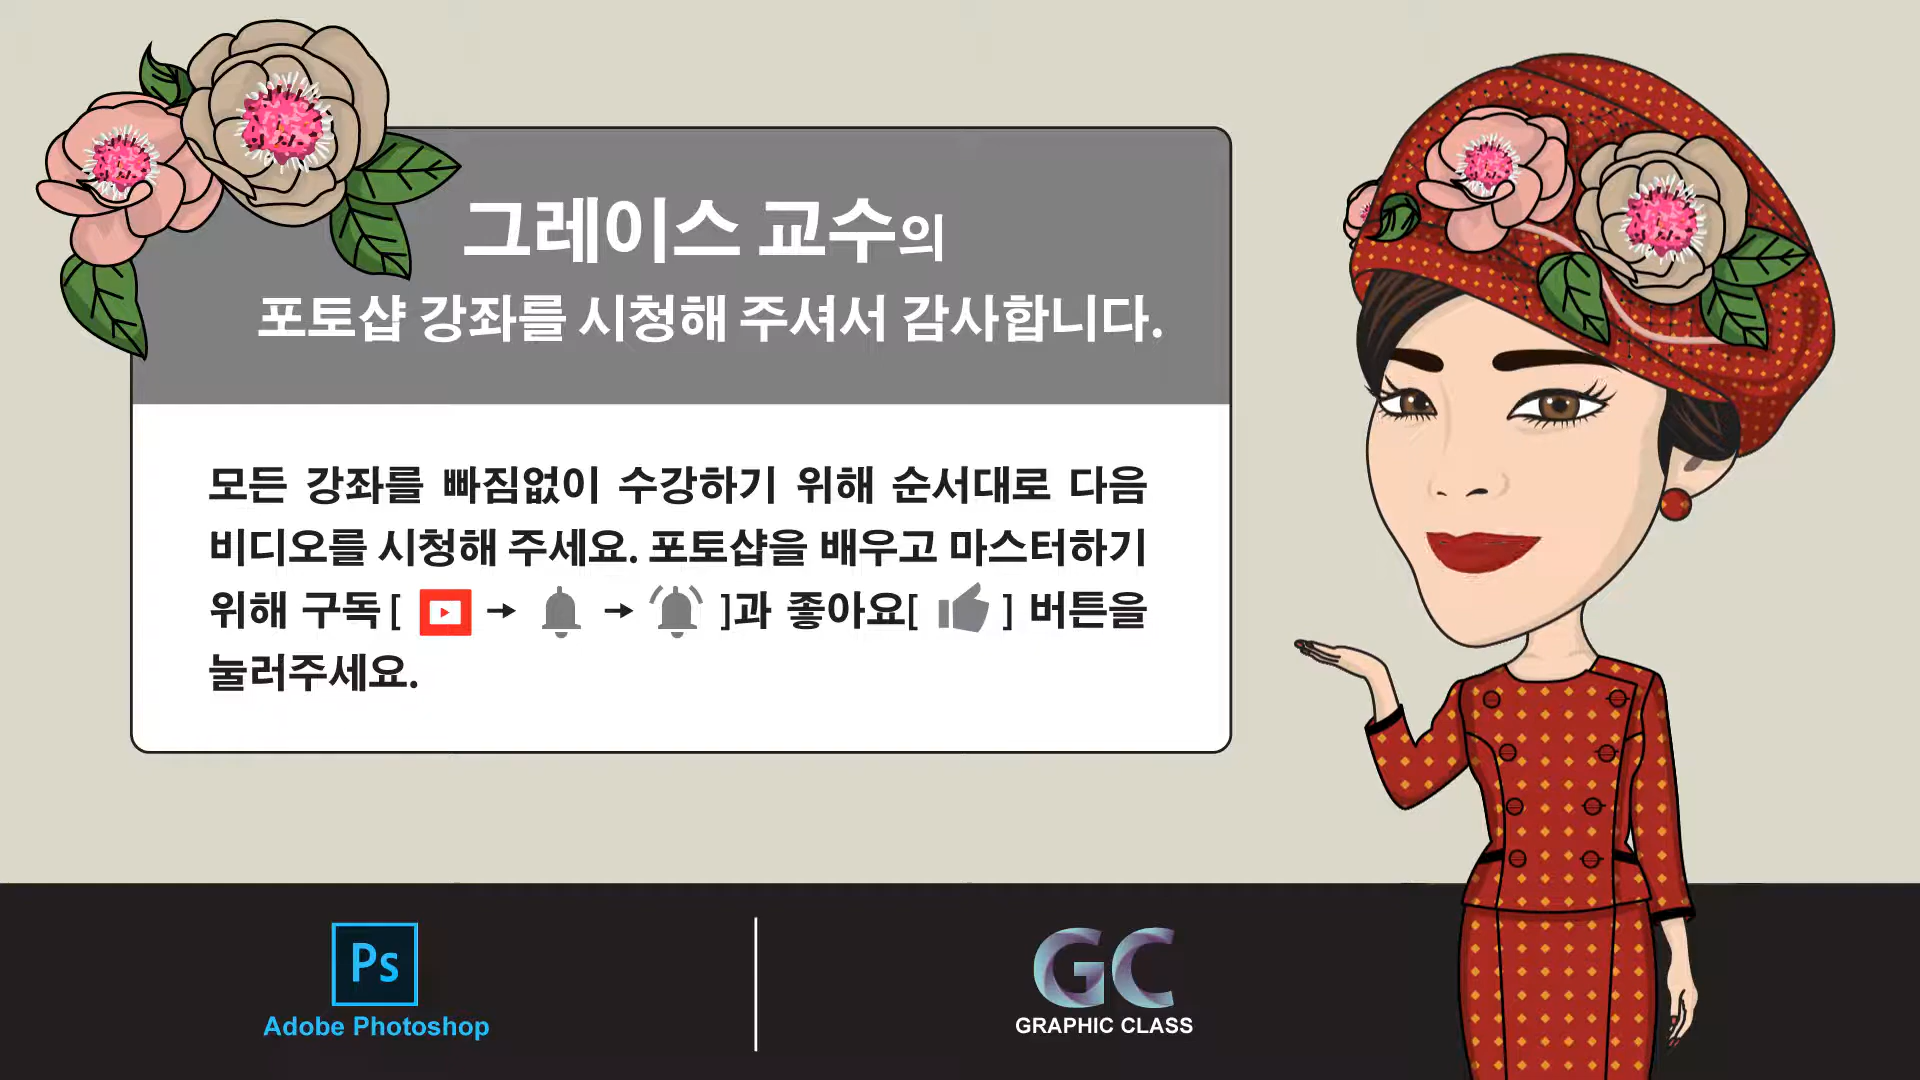 그레이스 교수의
포토샵 강좌를 시청해 주셔서 감사합니다.
모든 강좌를 빠짐없이 수강하기 위해 순서대로 다음
비디오를 시청해 주세요. 포토샵을 배우고 마스터하기
위해 구독[ → → ]과 좋아요[ ] 버튼을
눌러주세요.
Ps
Adobe Photoshop
GC
GRAPHIC CLASS